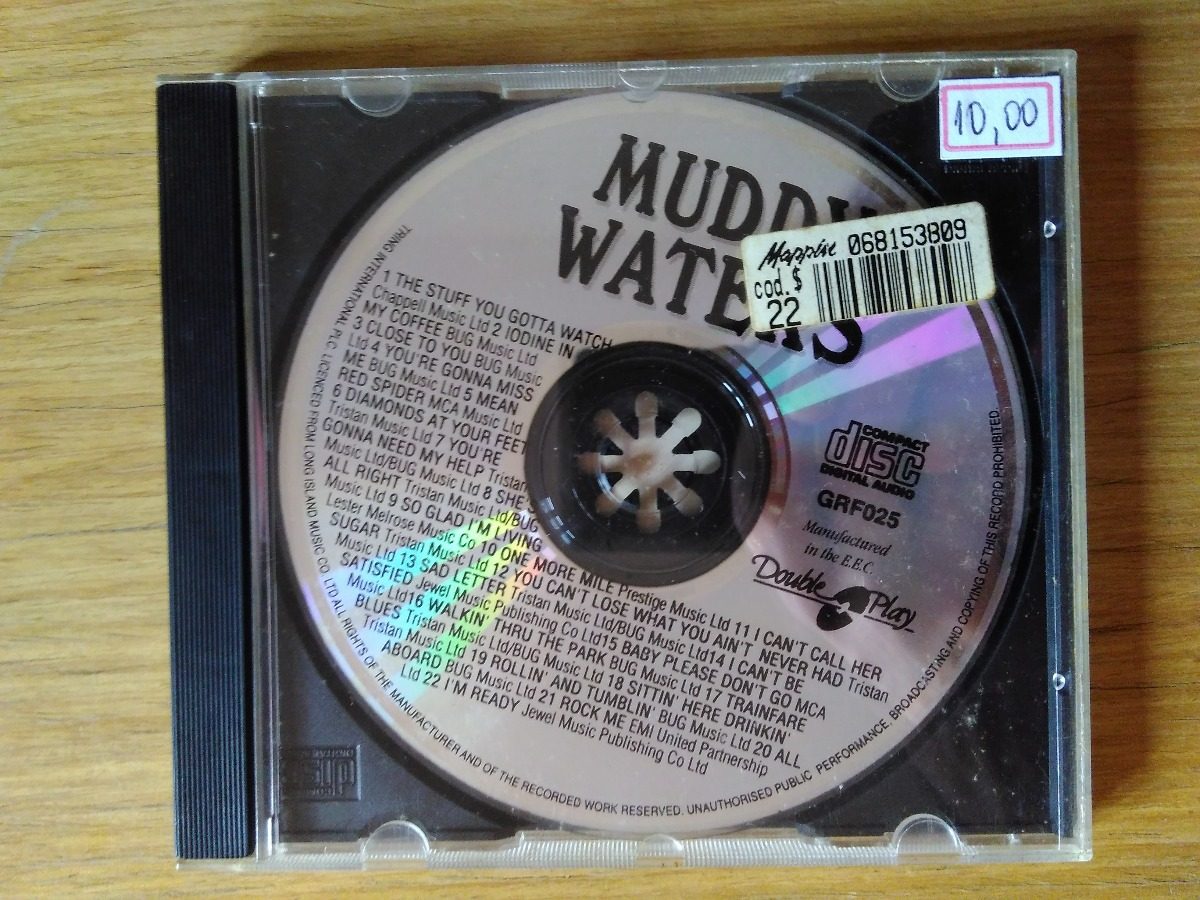 10,00
MUDDY
WATERS
Mappin 068153809
cod.$
22
1 THE STUFF YOU GOTTA WATCH
Chappell Music Ltd 2 IODINE IN
MY COFFEE BUG Music Ltd
3 CLOSE TO YOU BUG Music
Ltd 4 YOU'RE GONNA MISS
ME BUG Music Ltd 5 MEAN
RED SPIDER MCA Music Ltd
6 DIAMONDS AT YOUR FEET
Tristan Music Ltd 7 YOU'RE
GONNA NEED MY HELP Tristan
Music Ltd/BUG Music Ltd 8 SHE'S
ALL RIGHT Tristan Music Ltd/BUG
Music Ltd 9 SO GLAD I'M LIVING
Lester Melrose Music Co 10 ONE MORE MILE Prestige Music Ltd 11 I CAN'T CALL HER
SUGAR Tristan Music Ltd 12 YOU CAN'T LOSE WHAT YOU AIN'T NEVER HAD Tristan
Music Ltd 13 SAD LETTER Tristan Music Ltd/BUG Music Ltd14 I CAN'T BE
SATISFIED Jewel Music Publishing Co Ltd15 BABY PLEASE DON'T GO MCA
Music Ltd16 WALKIN' THRU THE PARK BUG Music Ltd 17 TRAINFARE
BLUES Tristan Music Ltd/BUG Music Ltd 18 SITTIN' HERE DRINKIN'
Tristan Music Ltd 19 ROLLIN' AND TUMBLIN' BUG Music Ltd 20 ALL
ABOARD BUG Music Ltd 21 ROCK ME EMI United Partnership
Ltd 22 I'M READY Jewel Music Publishing Co Ltd
COMPACT
disc
DIGITAL AUDIO
GRF025
Manufactured
in the E.E.C.
Double Play
TRING INTERNATIONAL PLC LICENCED FROM LONG ISLAND MUSIC CO. LTD ALL RIGHTS OF THE MANUFACTURER AND OF THE RECORDED WORK RESERVED. UNAUTHORISED PUBLIC PERFORMANCE, BROADCASTING AND COPYING OF THIS RECORD PROHIBITED.